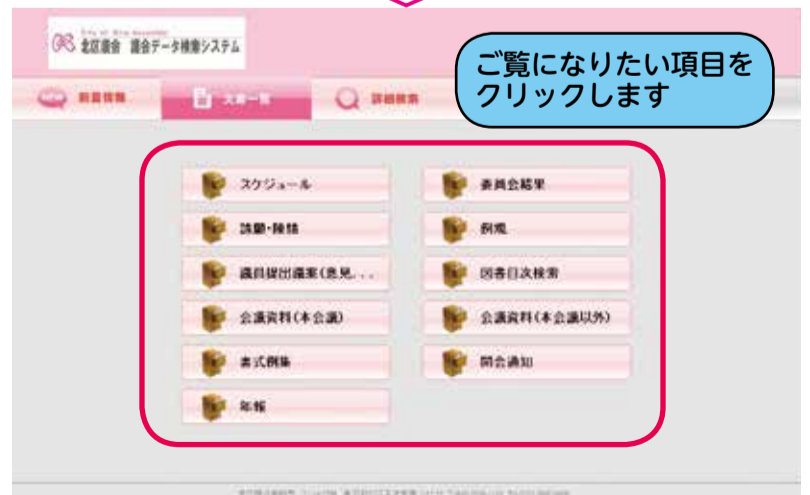 北区議会 議会データ検索システム
ご覧になりたい項目を
クリックします
新着情報
文書一覧
詳細検索
スケジュール
委員会結果
請願・陳情
例規
議員提出議案(意見...
図書目次検索
会議資料(本会議)
会議資料(本会議以外)
書式例集
開会通知
年報